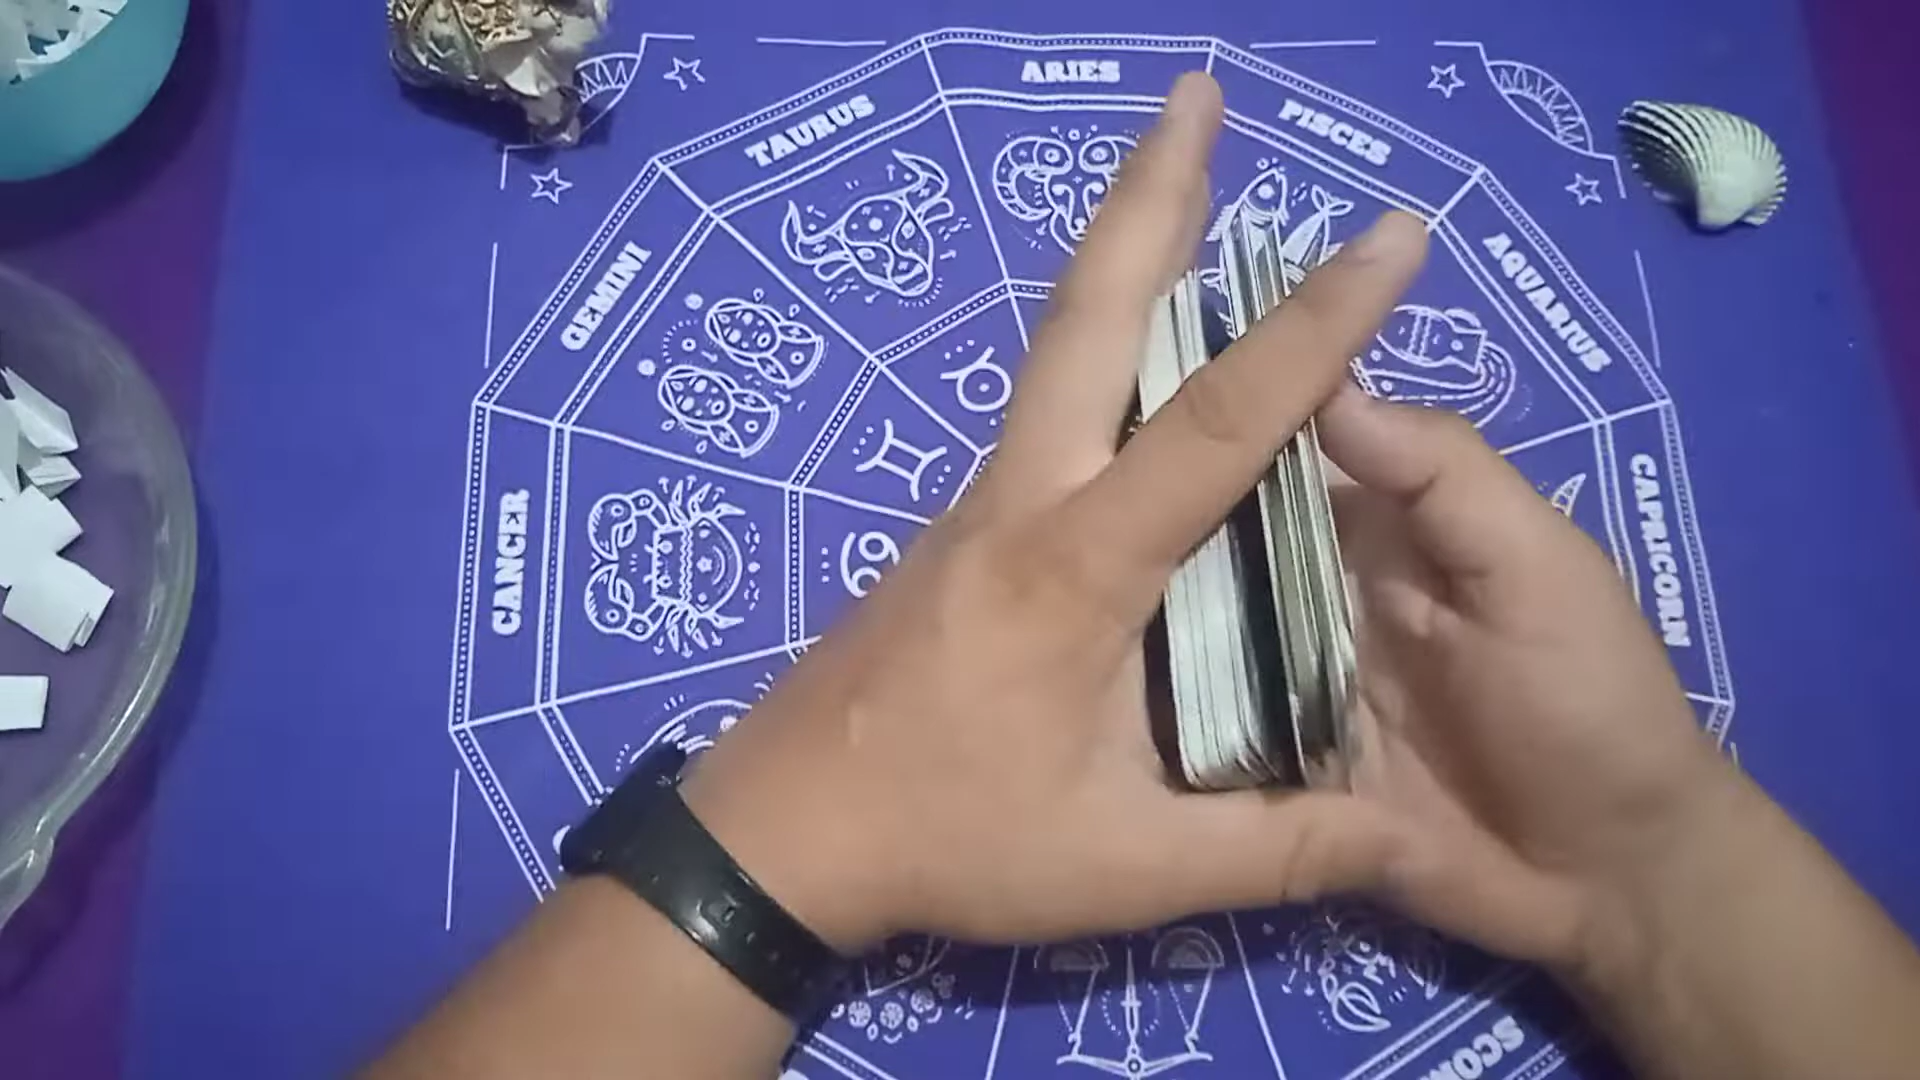 ARIES
TAURUS
PISCES
GEMINI
AQUARIUS
CANCER
CAPRICORN